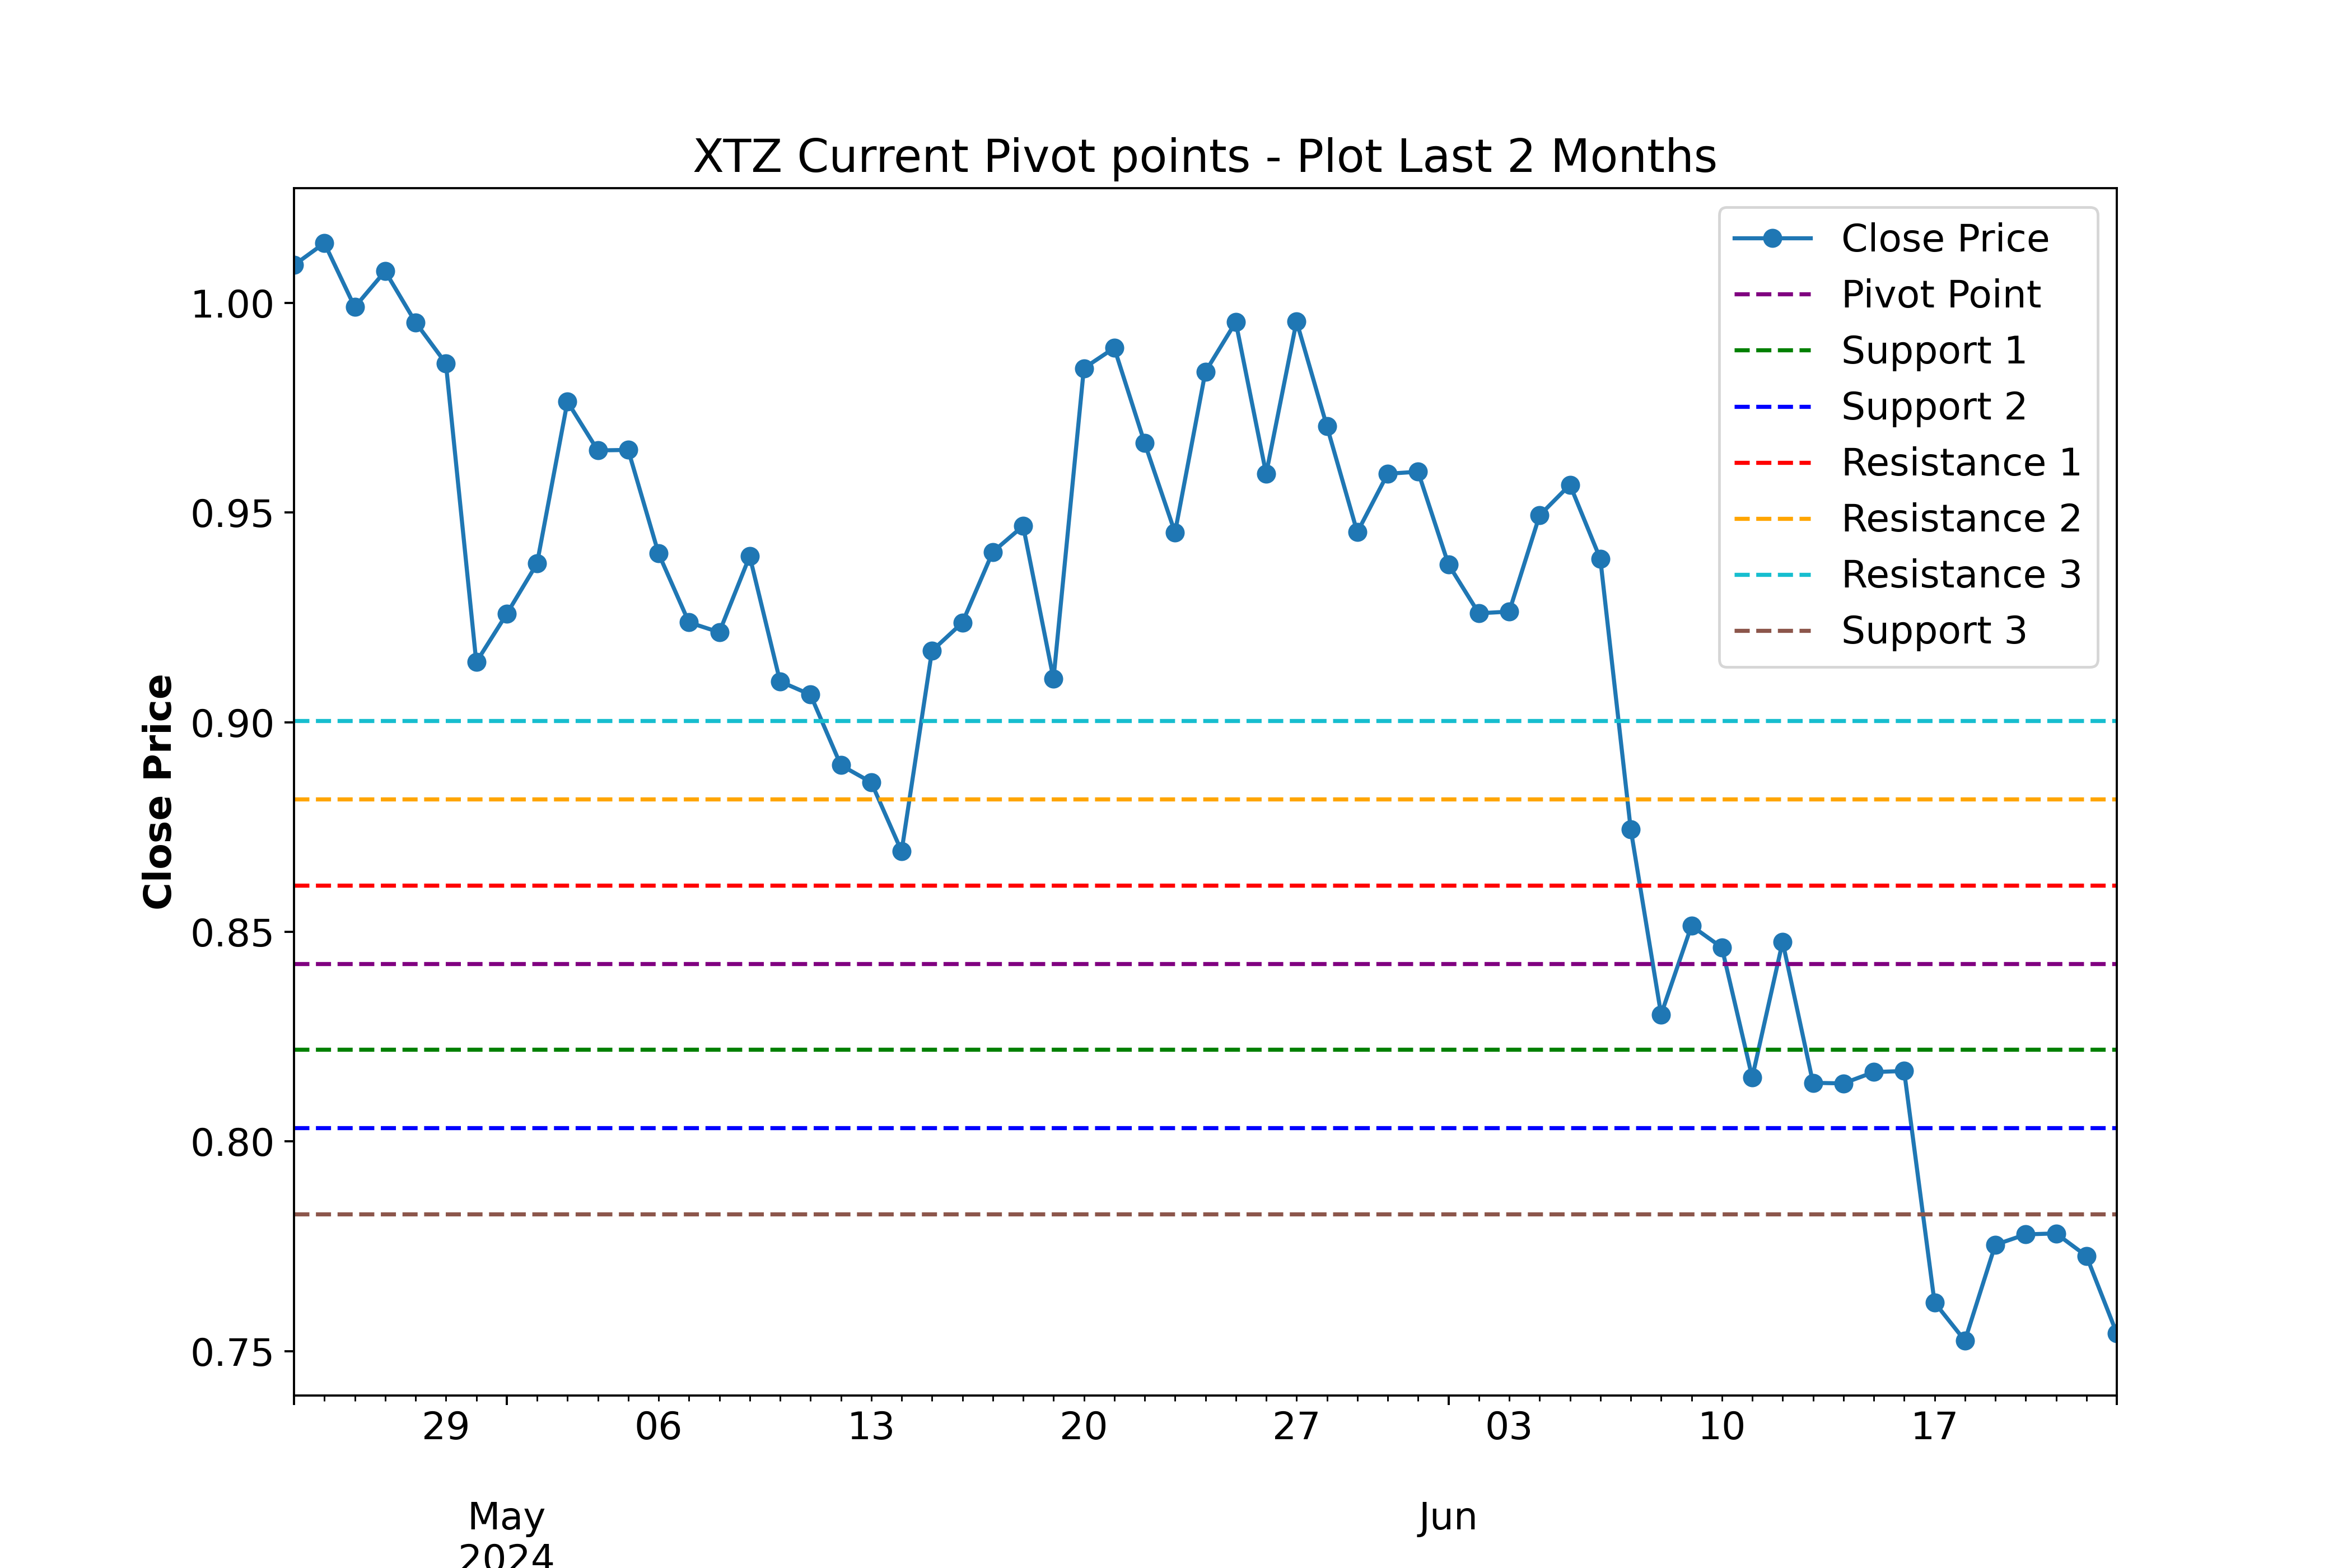 XTZ Current Pivot points - Plot Last 2 Months
Close Price
Pivot Point
Support 1
Support 2
Resistance 1
Resistance 2
Resistance 3
Support 3
Close Price
1.00
0.95
0.90
0.85
0.80
0.75
29 06 13 20 27 03 10 17
May Jun
2024